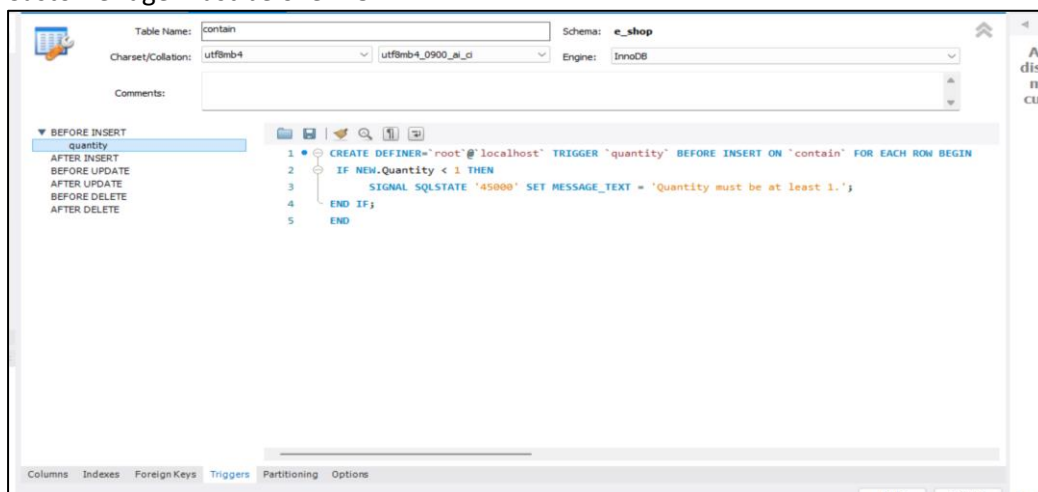 Table Name: contain Schema: e_shop
Charset/Collation: utf8mb4 utf8mb4_0900_ai_ci Engine: InnoDB
Comments:
BEFORE INSERT
quantity
AFTER INSERT
BEFORE UPDATE
AFTER UPDATE
BEFORE DELETE
AFTER DELETE
1 CREATE DEFINER=`root`@`localhost` TRIGGER `quantity` BEFORE INSERT ON `contain` FOR EACH ROW BEGIN
2 IF NEW.Quantity < 1 THEN
3 SIGNAL SQLSTATE '45000' SET MESSAGE_TEXT = 'Quantity must be at least 1.';
4 END IF;
5 END
Columns Indexes Foreign Keys Triggers Partitioning Options